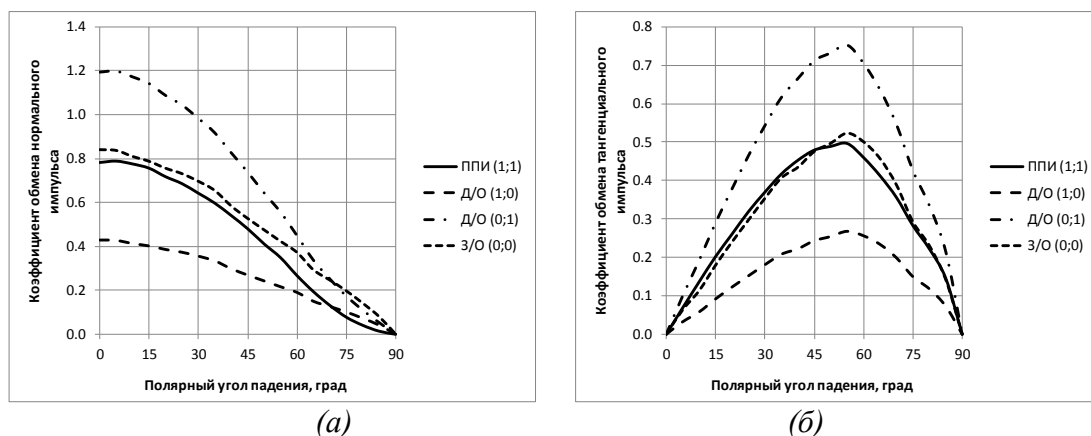 Коэффициент обмена нормального
импульса
1.4
1.2
1.0
0.8
0.6
0.4
0.2
0.0
0 15 30 45 60 75 90
Полярный угол падения, град
ППИ (1;1)
Д/О (1;0)
Д/О (0;1)
З/О (0;0)
(а)
Коэффициент обмена тангенциального
импульса
0.8
0.7
0.6
0.5
0.4
0.3
0.2
0.1
0.0
0 15 30 45 60 75 90
Полярный угол падения, град
ППИ (1;1)
Д/О (1;0)
Д/О (0;1)
З/О (0;0)
(б)